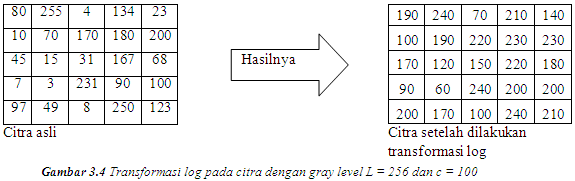 80 255 4 134 23
10 70 170 180 200
45 15 31 167 68
7 3 231 90 100
97 49 8 250 123
Citra asli
Hasilnya
190 240 70 210 140
100 190 220 230 230
170 120 150 220 180
90 60 240 200 200
200 170 100 240 210
Citra setelah dilakukan
transformasi log
Gambar 3.4 Transformasi log pada citra dengan gray level L = 256 dan c = 100